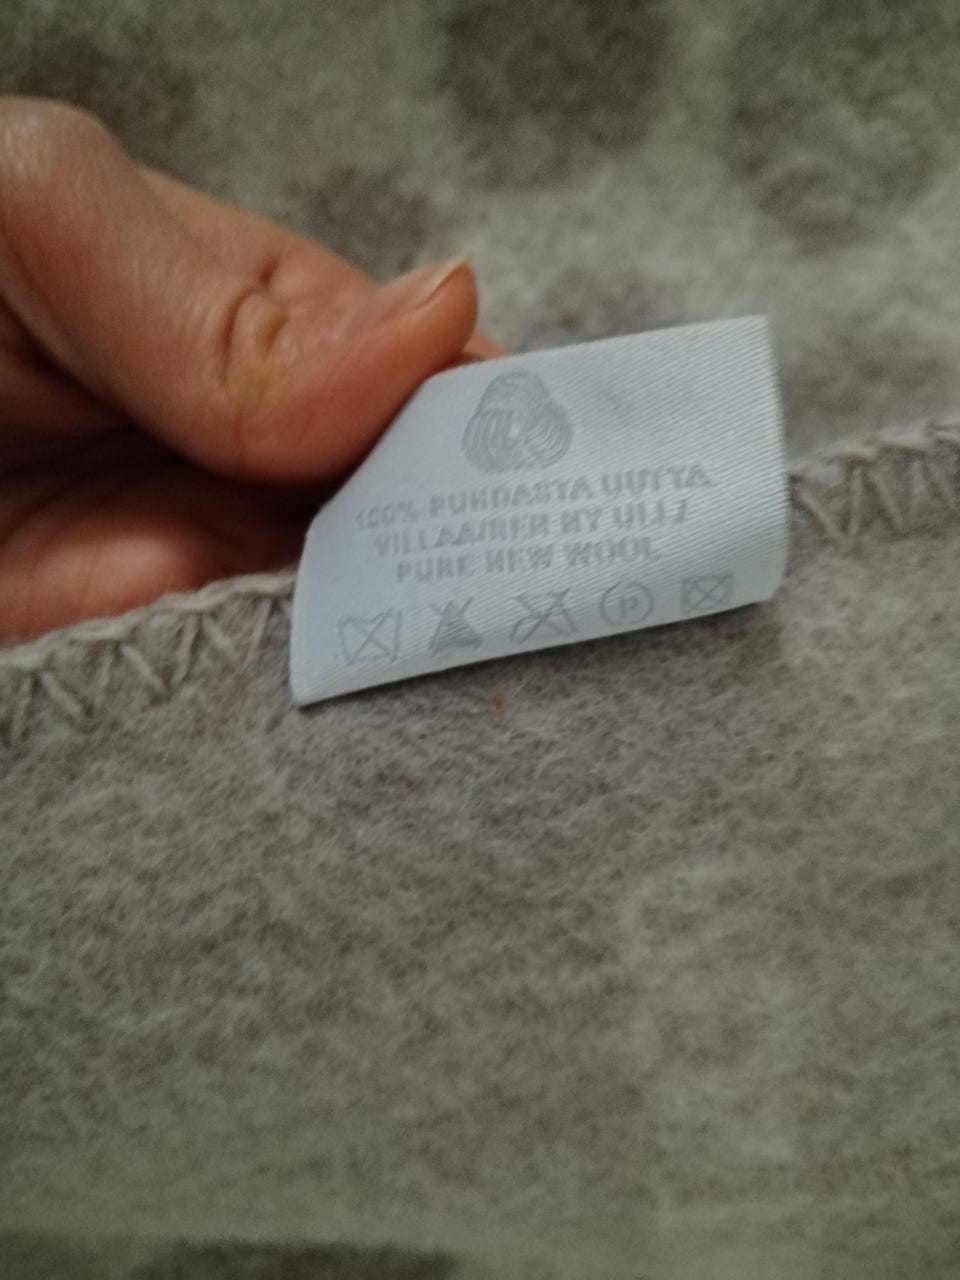 100% PUHDASTA UUTTA
VILLAA/REN NY ULL/
PURE NEW WOOL
P